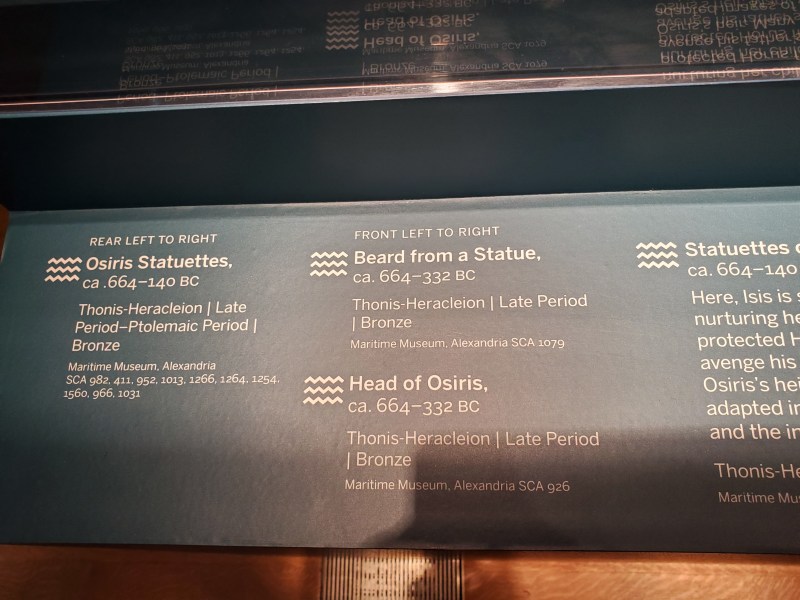 REAR LEFT TO RIGHT
Osiris Statuettes,
ca .664–140 BC
Thonis-Heracleion | Late
Period–Ptolemaic Period |
Bronze
Maritime Museum, Alexandria
SCA 982, 411, 952, 1013, 1266, 1264, 1254,
1560, 966, 1031
FRONT LEFT TO RIGHT
Beard from a Statue,
ca. 664–332 BC
Thonis-Heracleion | Late Period
| Bronze
Maritime Museum, Alexandria SCA 1079
Head of Osiris,
ca. 664–332 BC
Thonis-Heracleion | Late Period
| Bronze
Maritime Museum, Alexandria SCA 926
Statuettes
ca. 664–140
Here, Isis is
nurturing
protected
avenge his
Osiris's
adapted
and the
Maritime